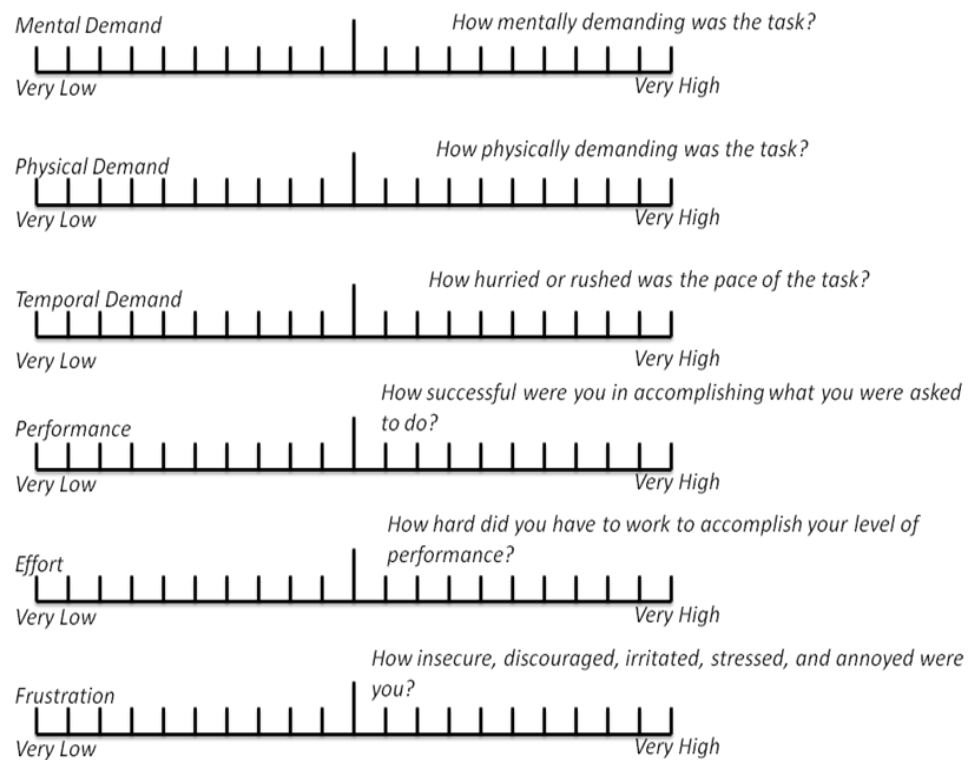 Mental Demand
How mentally demanding was the task?
Very Low
Very High
Physical Demand
How physically demanding was the task?
Very Low
Very High
Temporal Demand
How hurried or rushed was the pace of the task?
Very Low
Very High
Performance
How successful were you in accomplishing what you were asked
to do?
Very Low
Very High
Effort
How hard did you have to work to accomplish your level of
performance?
Very Low
Very High
Frustration
How insecure, discouraged, irritated, stressed, and annoyed were
you?
Very Low
Very High